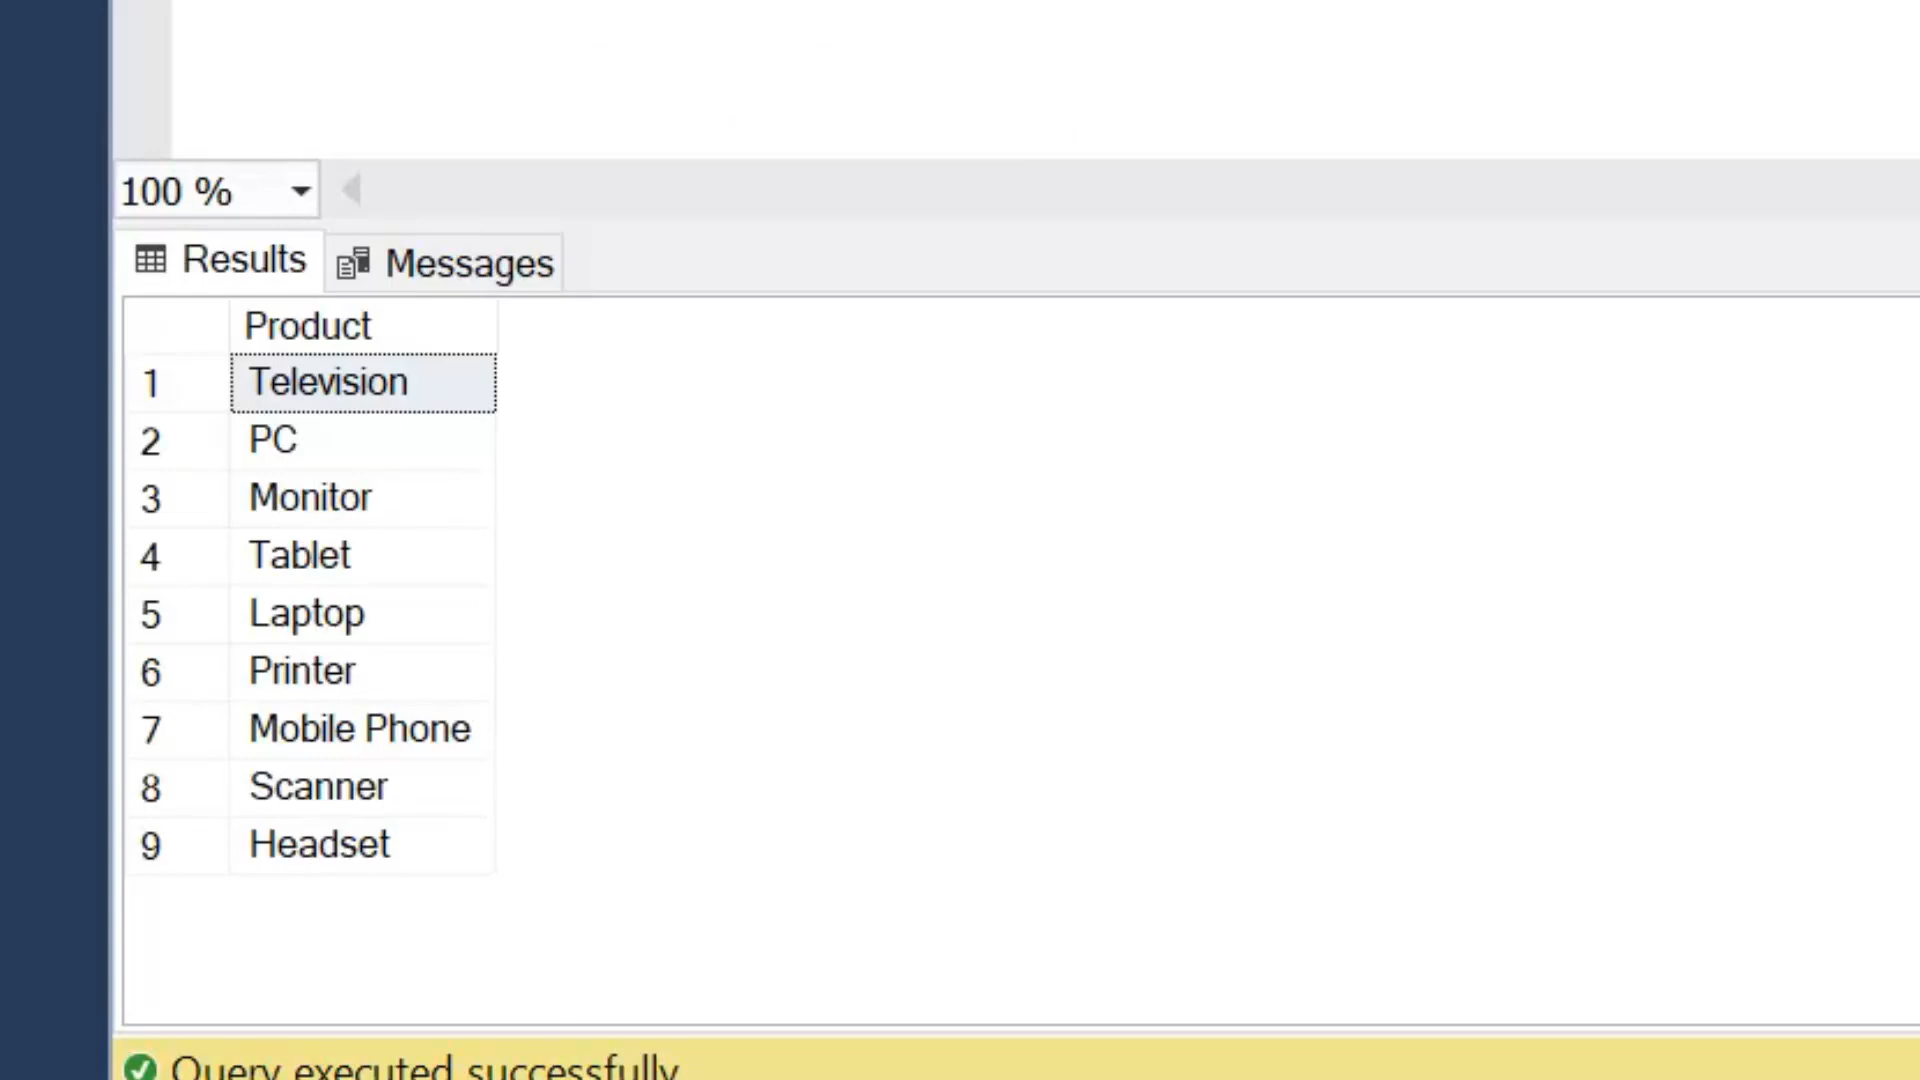 100 %
Results Messages
Product
1 Television
2 PC
3 Monitor
4 Tablet
5 Laptop
6 Printer
7 Mobile Phone
8 Scanner
9 Headset
Query executed successfully